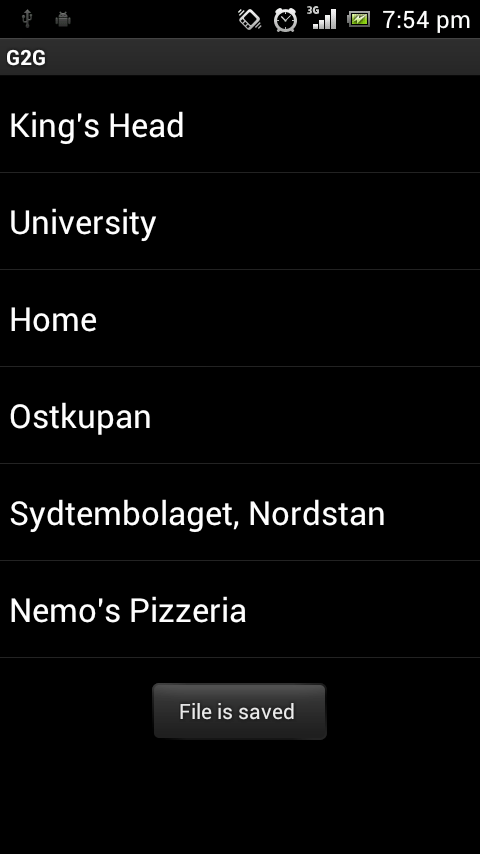 3G 7:54 pm
G2G
King's Head
University
Home
Ostkupan
Sydtembolaget, Nordstan
Nemo's Pizzeria
File is saved